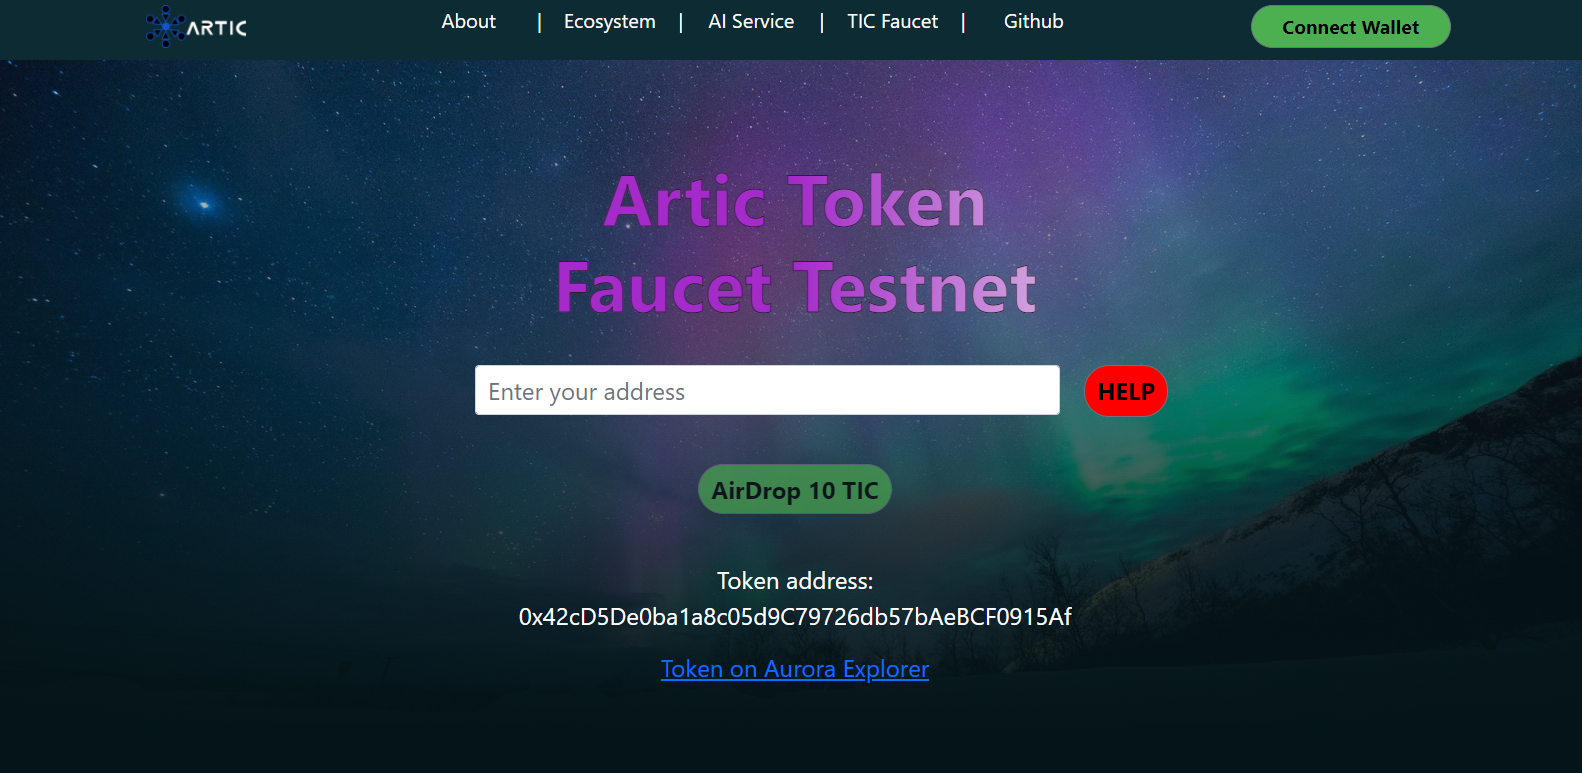 ARTIC
About | Ecosystem | AI Service | TIC Faucet | Github
Connect Wallet
Artic Token
Faucet Testnet
Enter your address
HELP
AirDrop 10 TIC
Token address:
0x42cD5De0ba1a8c05d9C79726db57bAeBCF0915Af
Token on Aurora Explorer